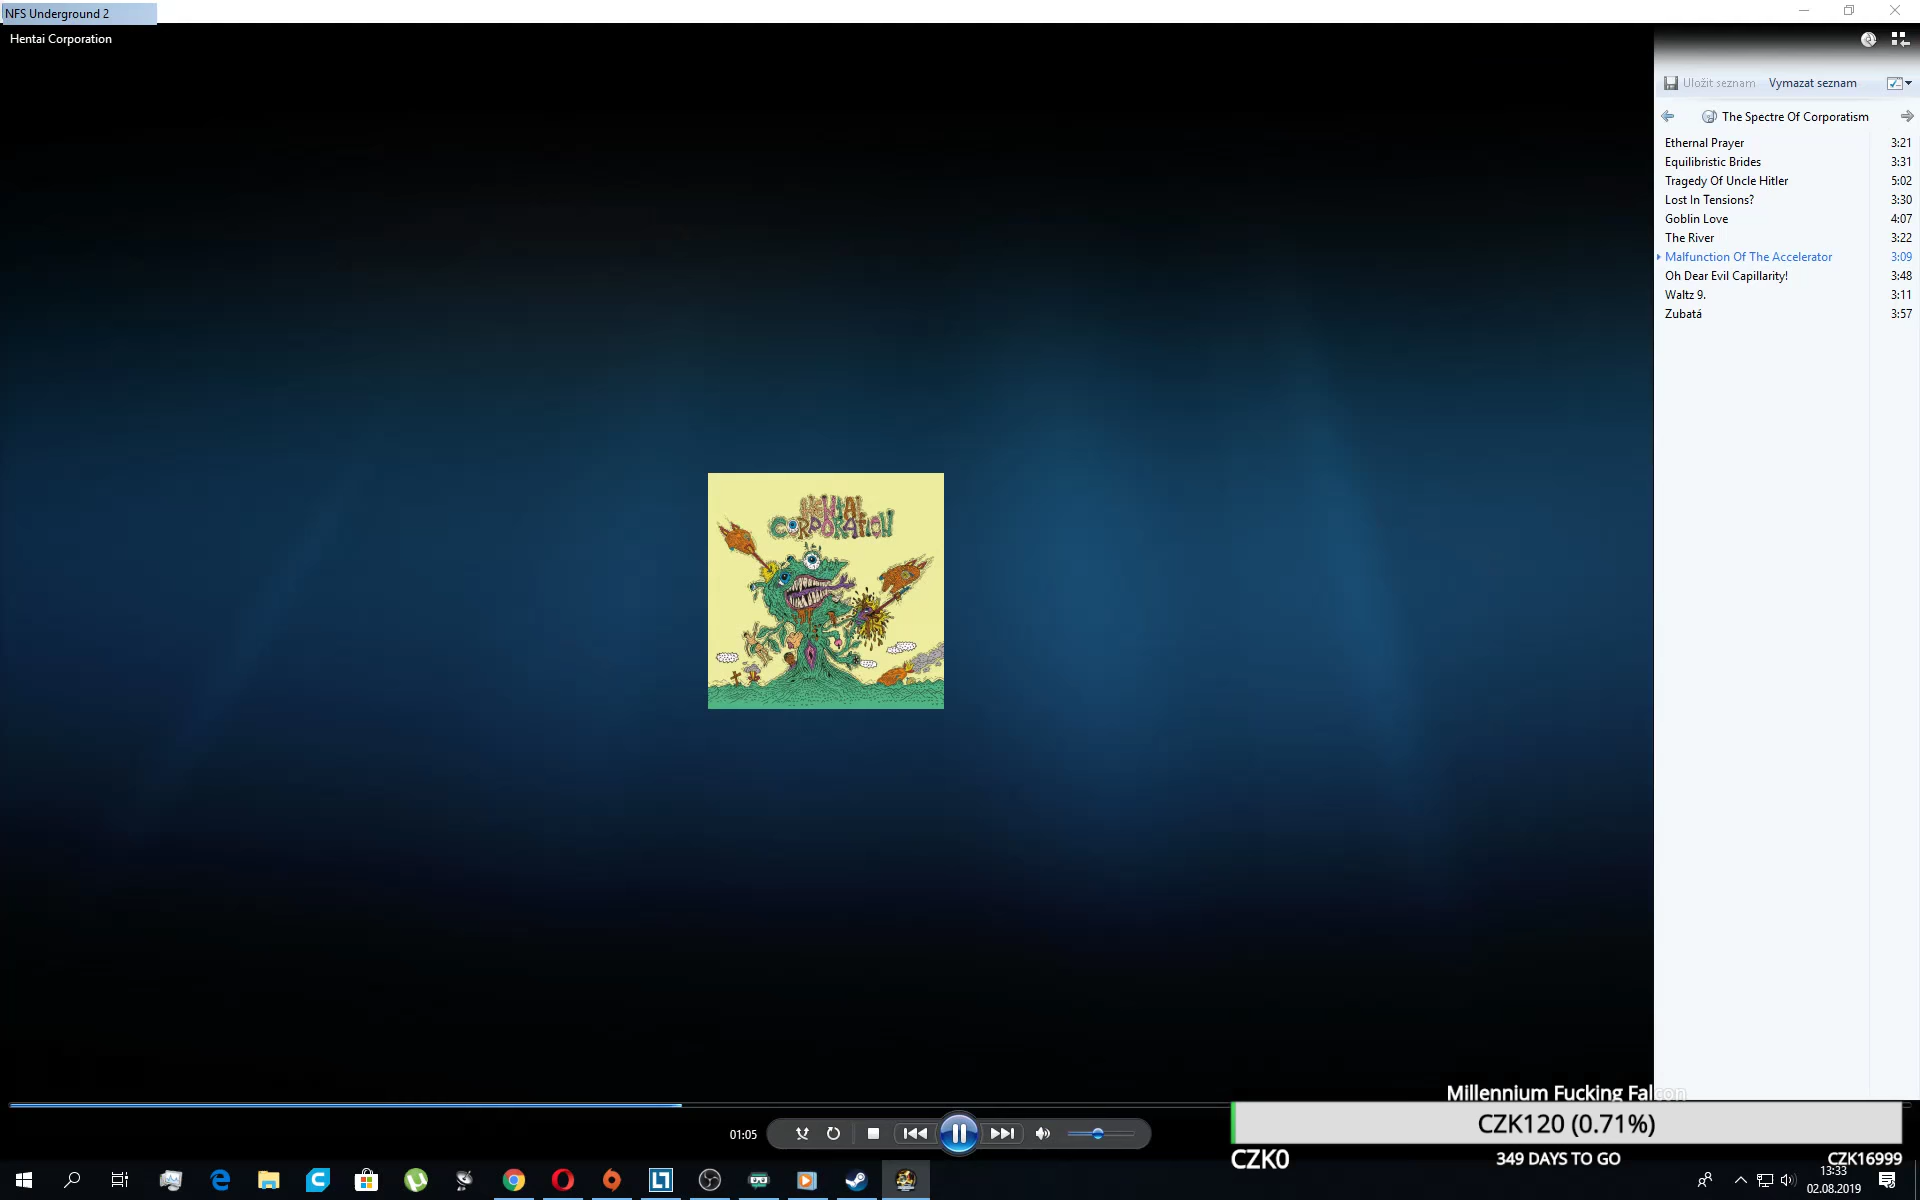 NFS Underground 2
Hentai Corporation
Uložit seznam
Vymazat seznam
The Spectre Of Corporatism
Ethernal Prayer 3:21
Equilibristic Brides 3:31
Tragedy Of Uncle Hitler 5:02
Lost In Tensions? 3:30
Goblin Love 4:07
The River 3:22
Malfunction Of The Accelerator 3:09
Oh Dear Evil Capillarity! 3:48
Waltz 9. 3:11
Zubatá 3:57
HENTAI
CORPORATION
Millennium Fucking Falcon
CZK120 (0.71%)
01:05
CZK0
349 DAYS TO GO
CZK16999
13:33
02.08.2019